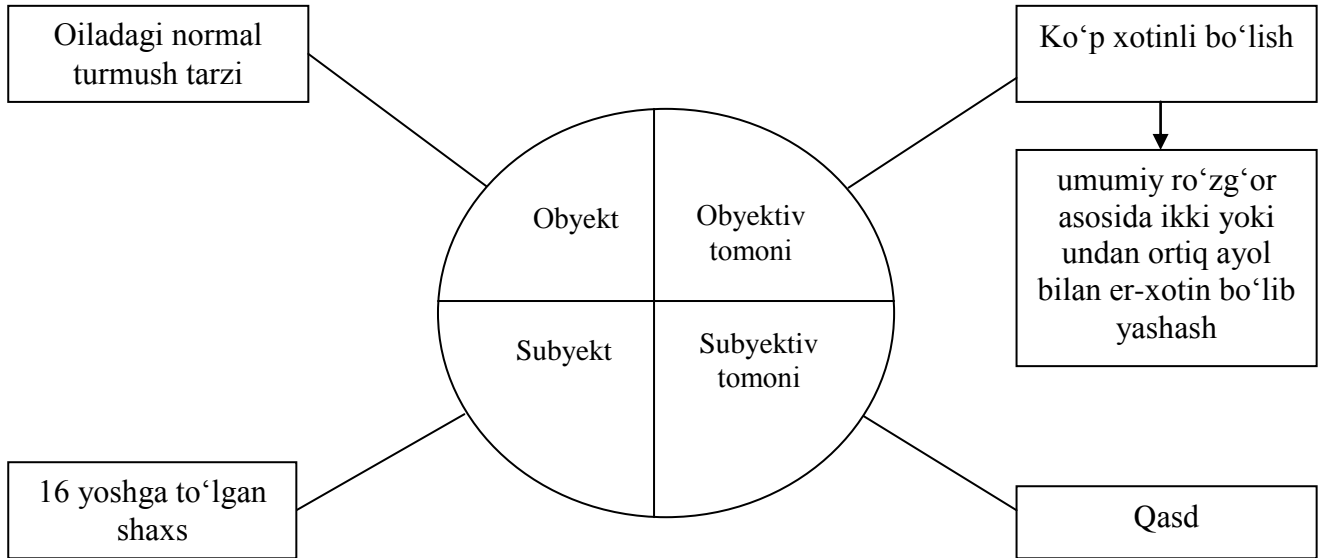 Oiladagi normal
turmush tarzi
Ko‘p xotinli bo‘lish
umumiy ro‘zg‘or
asosida ikki yoki
undan ortiq ayol
bilan er-xotin bo‘lib
yashash
Obyekt
Obyektiv
tomoni
Subyekt
Subyektiv
tomoni
16 yoshga to‘lgan
shaxs
Qasd